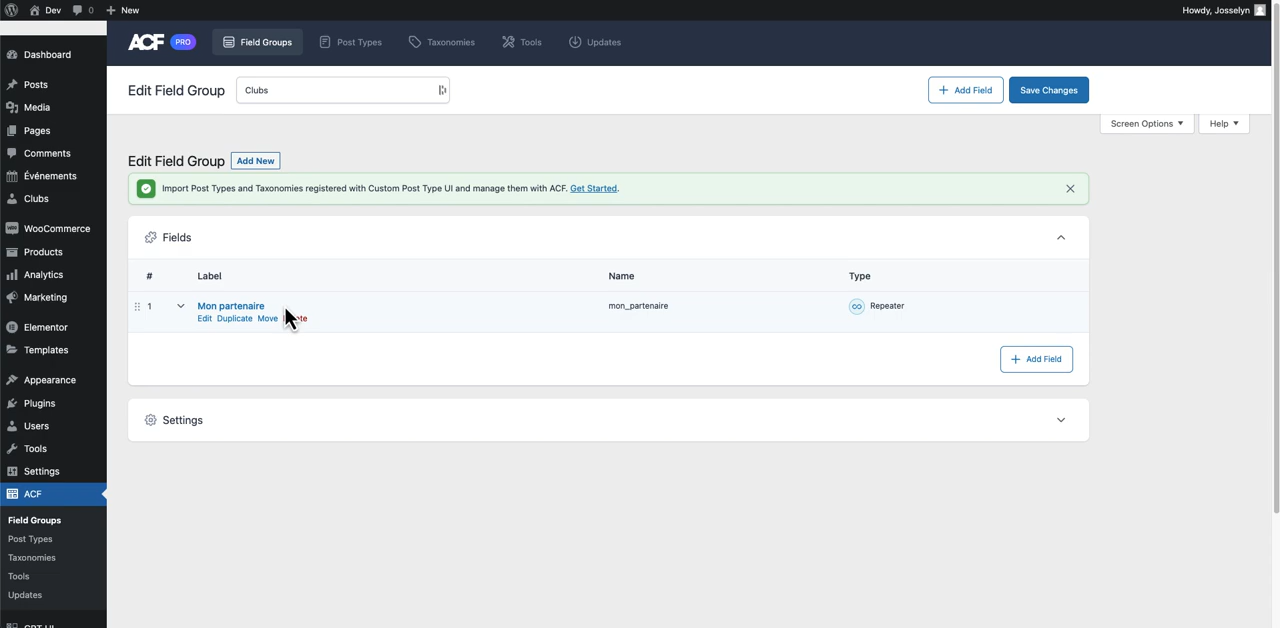 Dev 0 New Howdy, Josselyn
ACF PRO Field Groups Post Types Taxonomies Tools Updates
Dashboard
Posts
Media
Pages
Comments
Événements
Clubs
WooCommerce
Products
Analytics
Marketing
Elementor
Templates
Appearance
Plugins
Users
Tools
Settings
ACF
Field Groups
Post Types
Taxonomies
Tools
Updates
Edit Field Group Clubs Add Field Save Changes
Screen Options Help
Edit Field Group Add New
Import Post Types and Taxonomies registered with Custom Post Type UI and manage them with ACF. Get Started.
Fields
# Label Name Type
1 Mon partenaire mon_partenaire Repeater
Edit Duplicate Move
Add Field
Settings